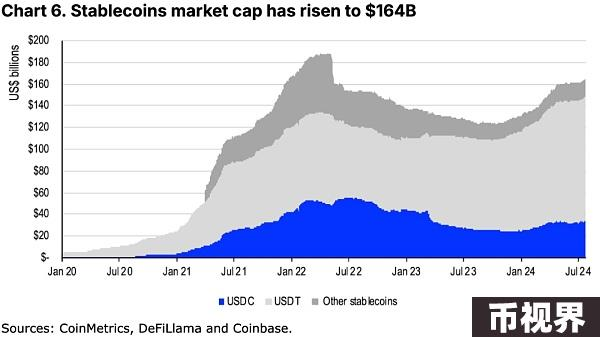 Chart 6. Stablecoins market cap has risen to $164B
US$ billions
$200
$180
$160
$140
$120
$100
$80
$60
$40
$20
$-
Jan 20 Jul 20 Jan 21 Jul 21 Jan 22 Jul 22 Jan 23 Jul 23 Jan 24 Jul 24
USDC USDT Other stablecoins
Sources: CoinMetrics, DeFiLlama and Coinbase.
币视界